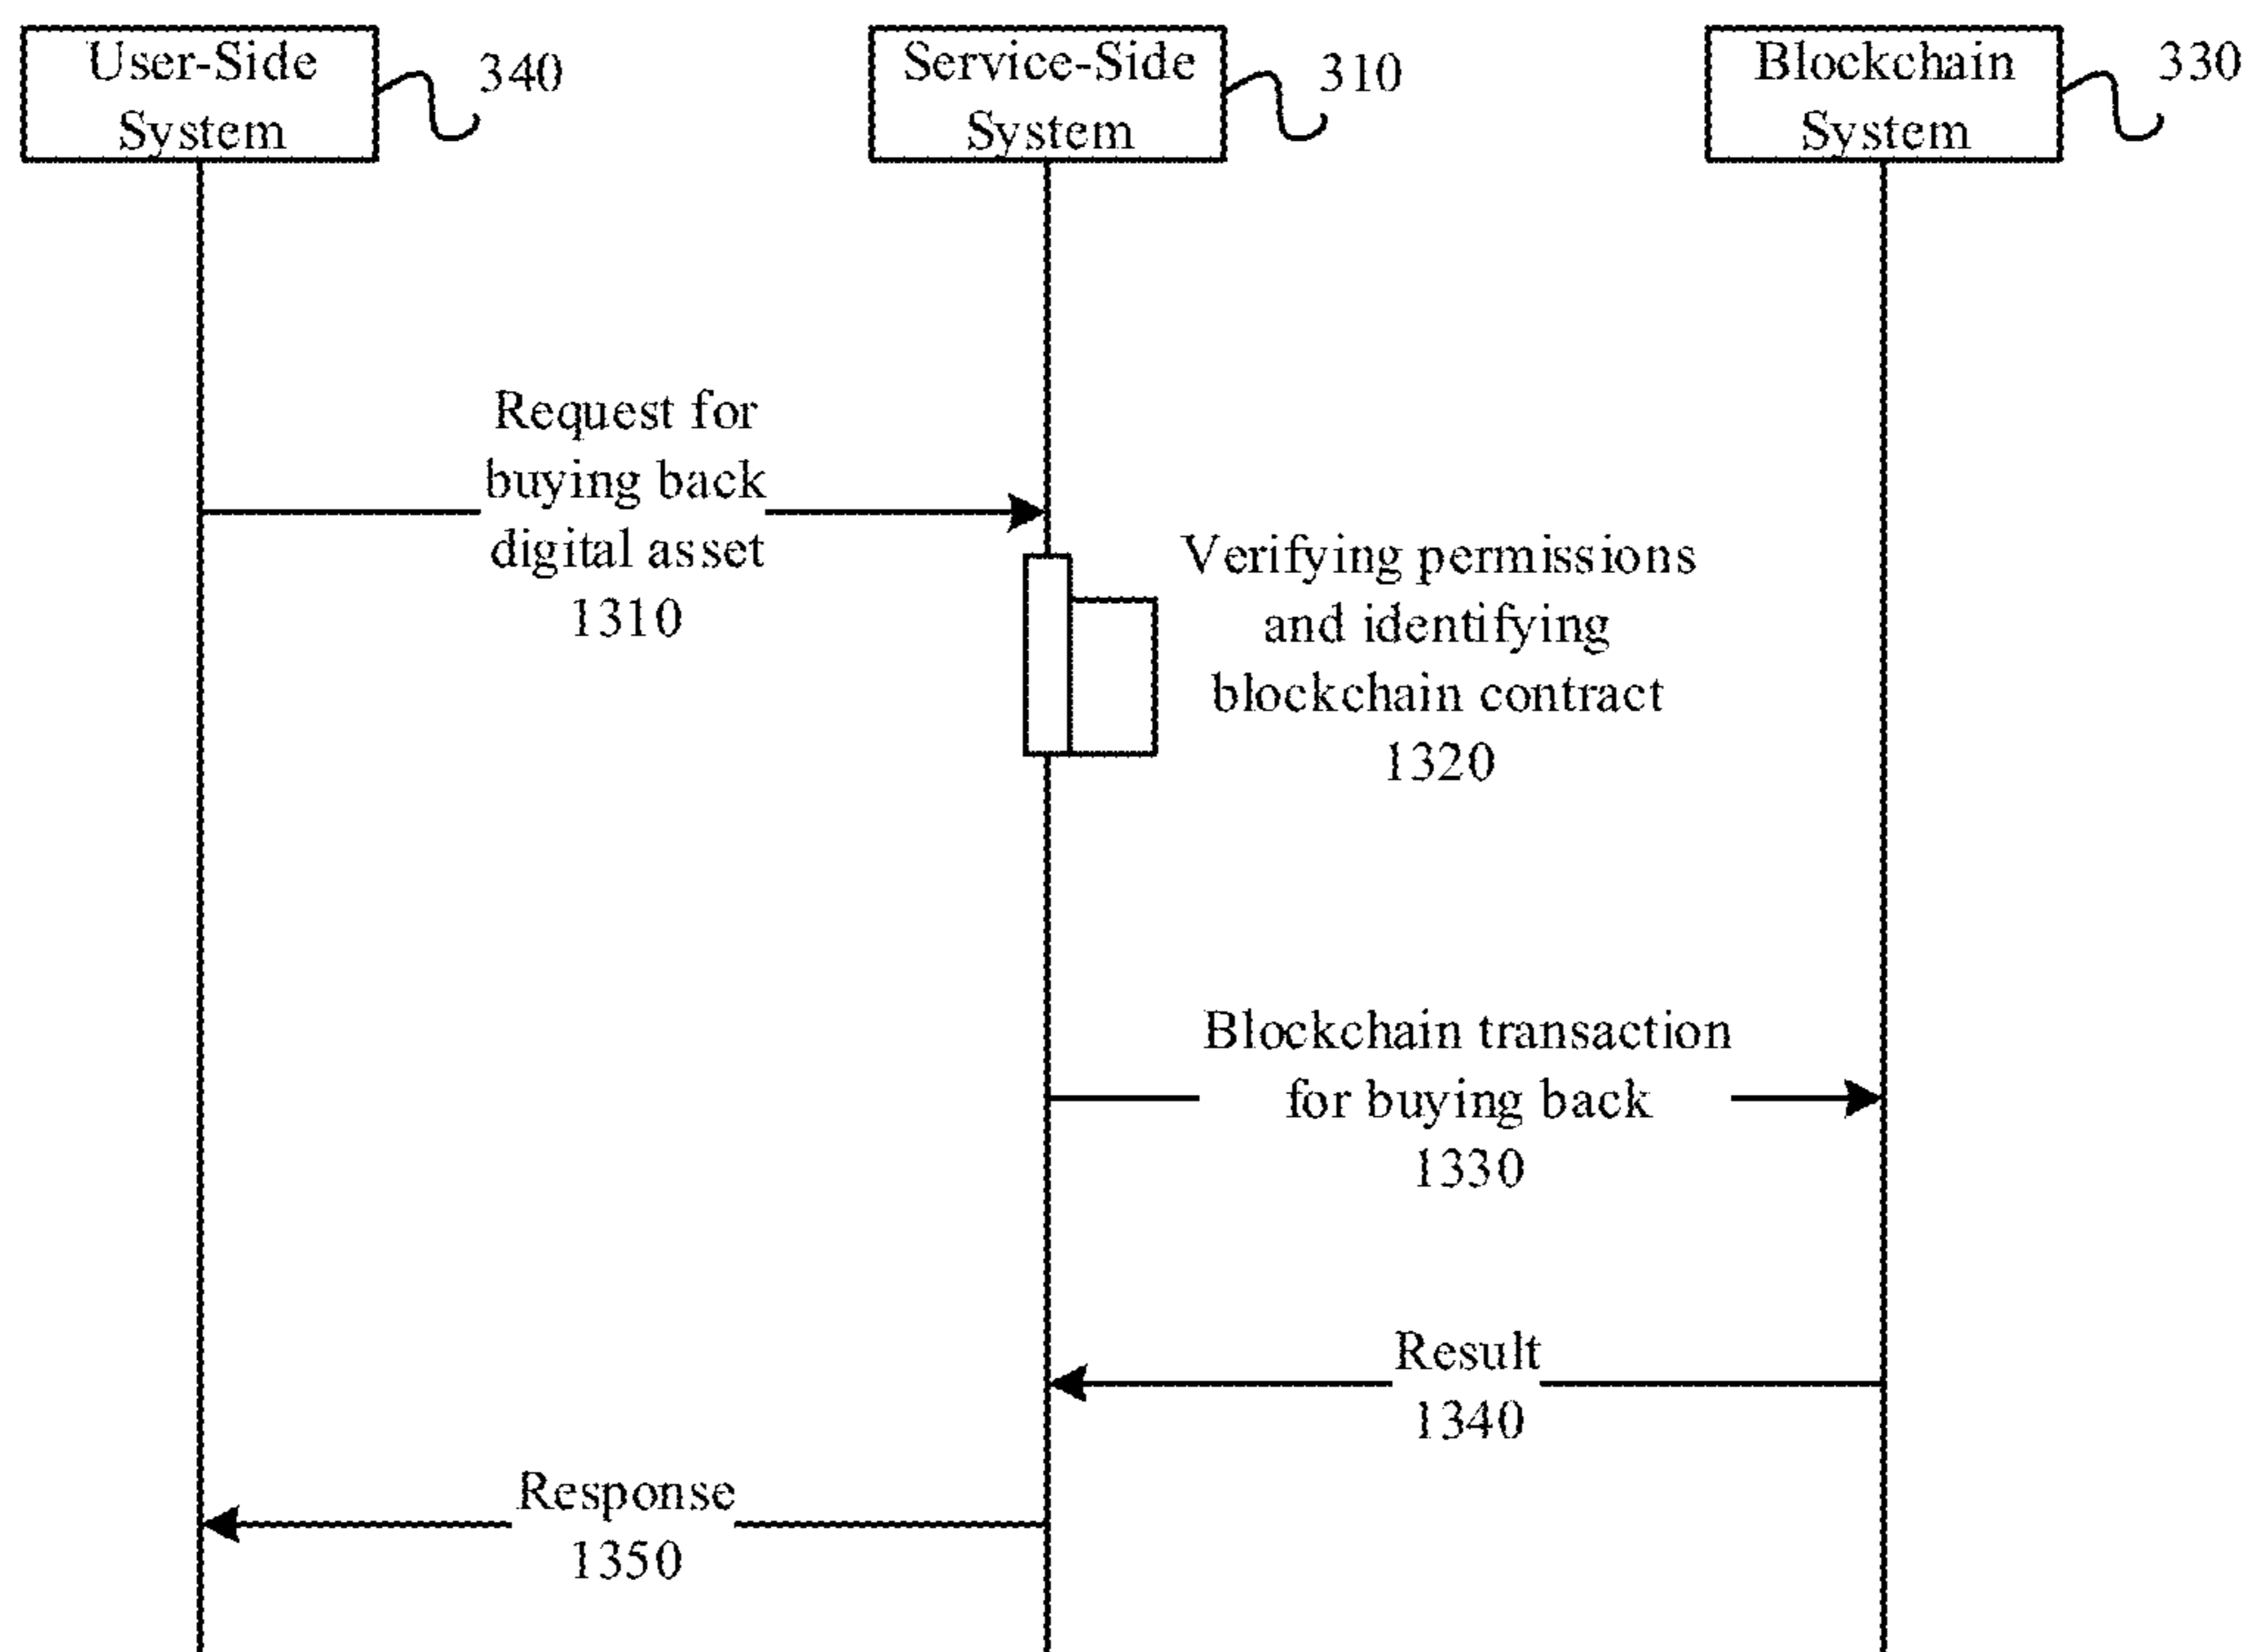 User-Side
System
340
Service-Side
System
310
Blockchain
System
330
Request for
buying back
digital asset
1310
Verifying permissions
and identifying
blockchain contract
1320
Blockchain transaction
for buying back
1330
Result
1340
Response
1350